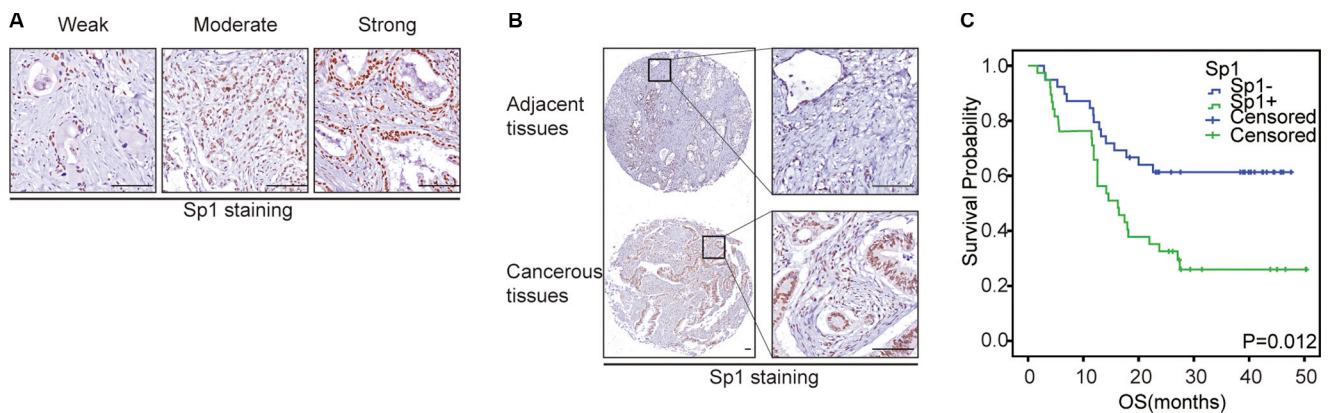 A
Weak
Moderate
Strong
Sp1 staining
B
Adjacent
tissues
Cancerous
tissues
Sp1 staining
C
Survival Probability
1.0
0.8
0.6
0.4
0.2
0.0
Sp1
Sp1-
Sp1+
Censored
Censored
P=0.012
0 10 20 30 40 50
OS(months)